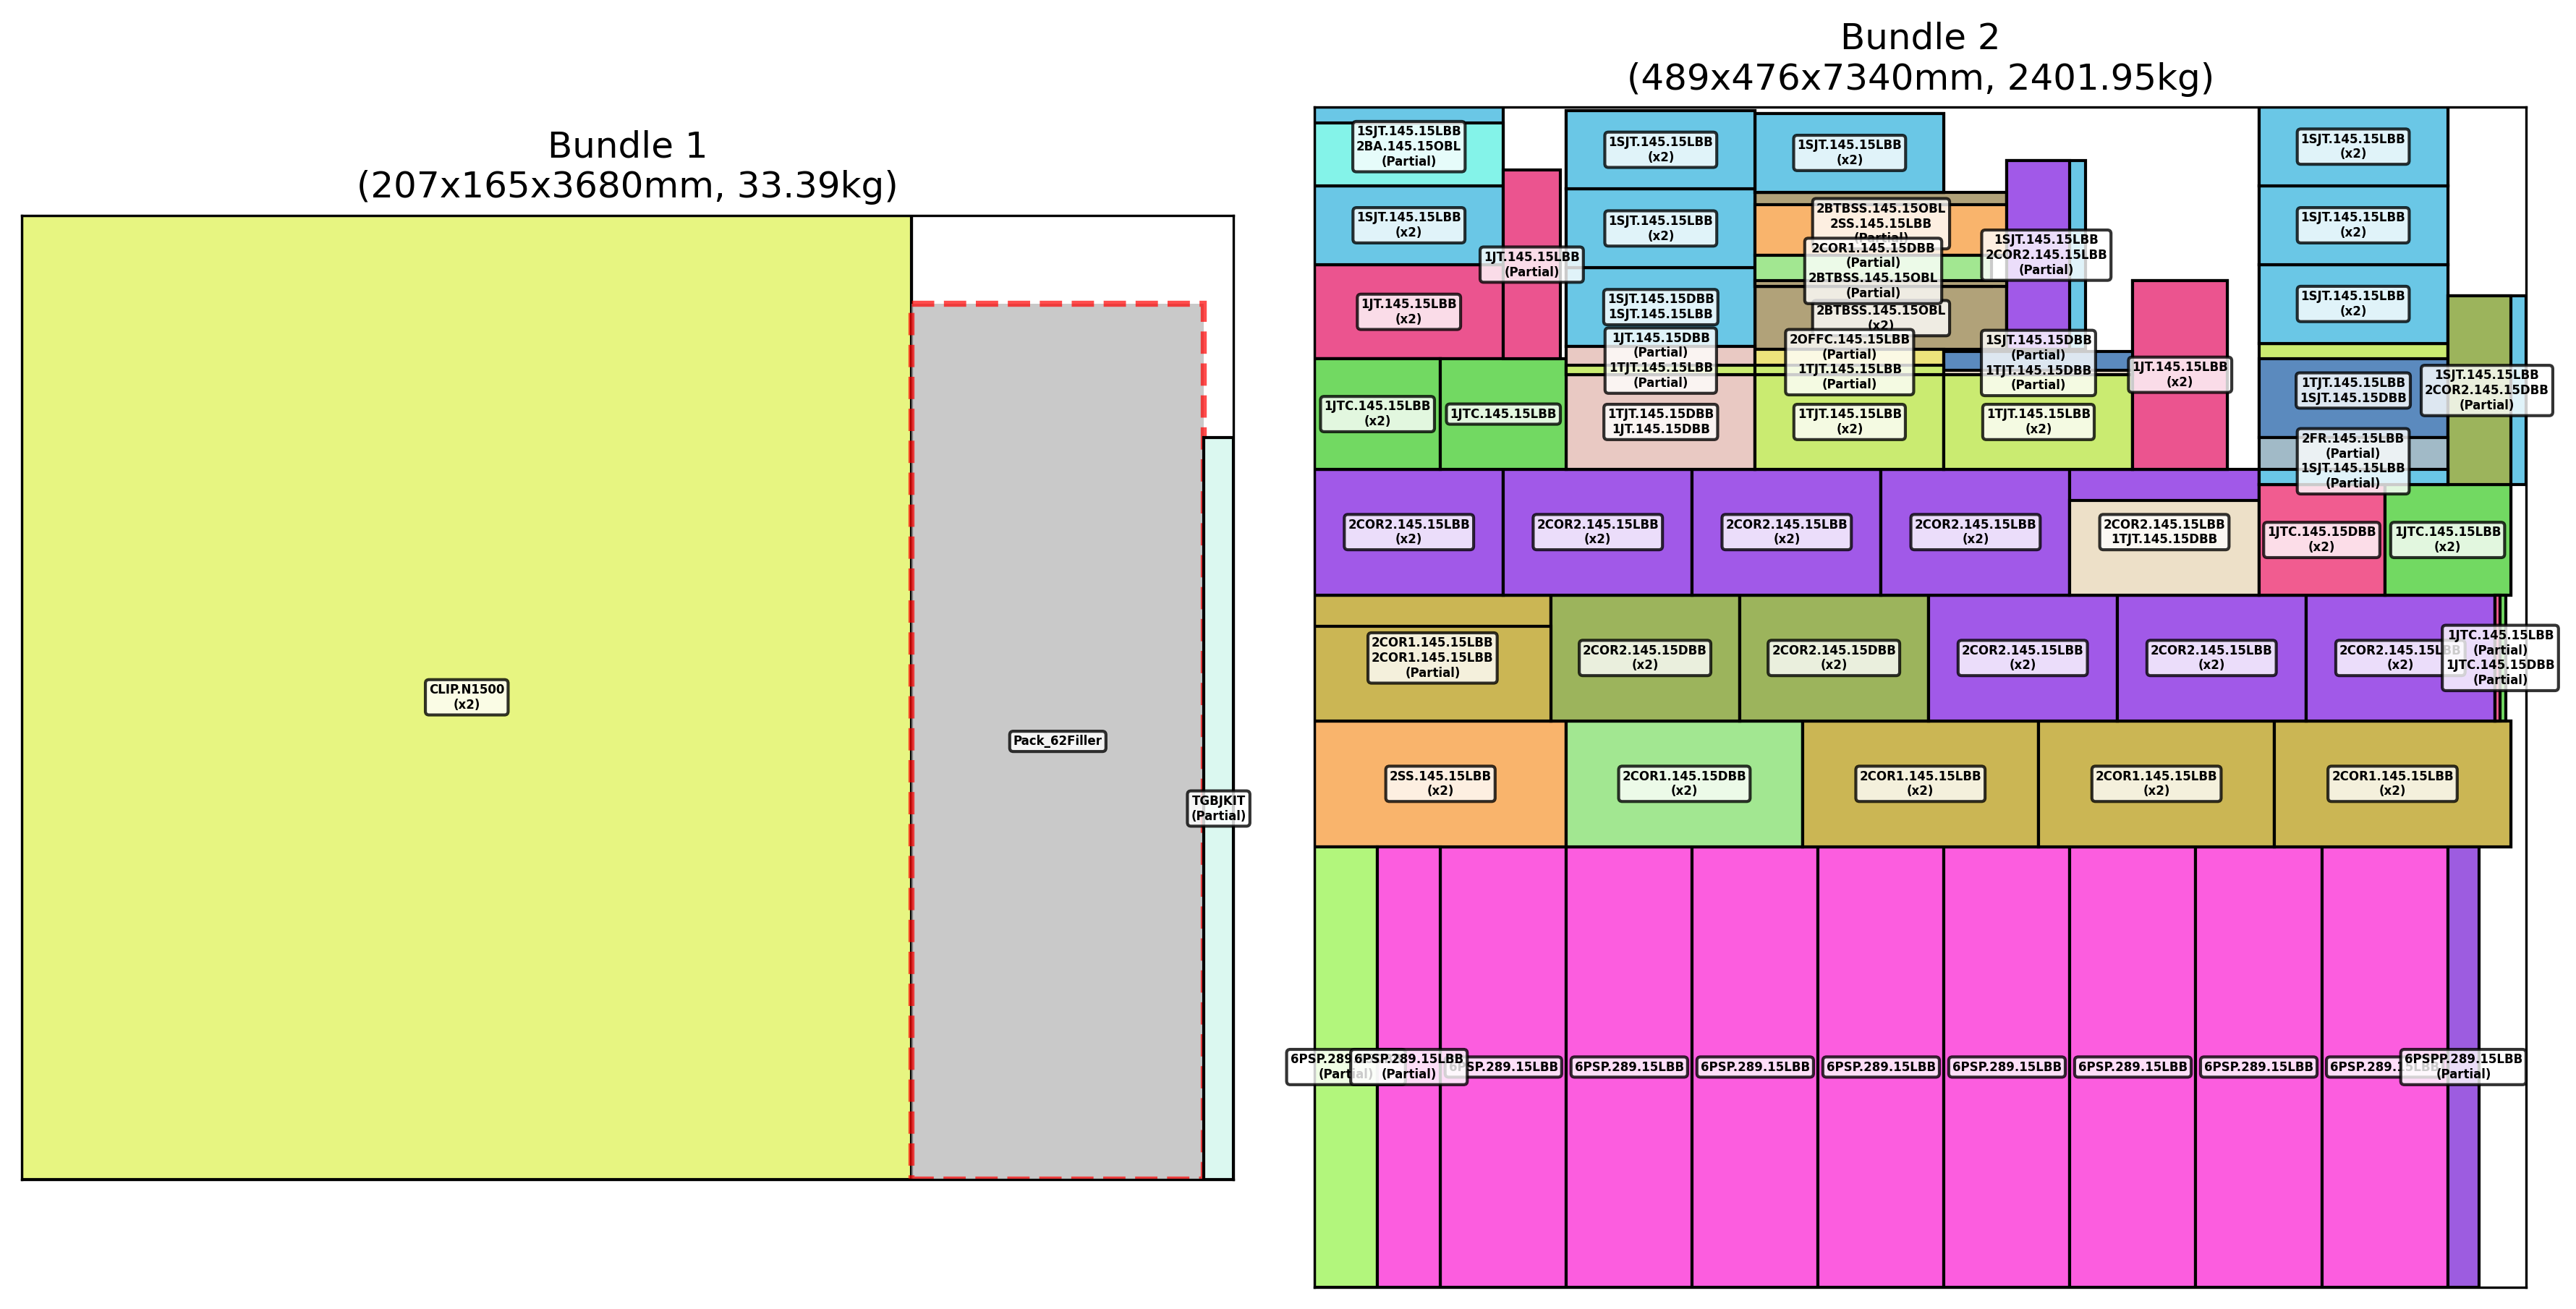 Bundle 1
(207x165x3680mm, 33.39kg)
CLIP.N1500
(x2)
Pack_62Filler
TGBJKIT
(Partial)
Bundle 2
(489x476x7340mm, 2401.95kg)
1SJT.145.15LBB
2BA.145.15OBL
(Partial)
1SJT.145.15LBB
(x2)
1JT.145.15LBB
(x2)
1JT.145.15LBB
(Partial)
1JTC.145.15LBB
(x2)
1JTC.145.15LBB
1SJT.145.15LBB
(x2)
1SJT.145.15LBB
(x2)
1SJT.145.15DBB
1SJT.145.15LBB
1JT.145.15DBB
(Partial)
1TJT.145.15LBB
(Partial)
1TJT.145.15DBB
1JT.145.15DBB
1SJT.145.15LBB
(x2)
2BTBSS.145.15OBL
2SS.145.15LBB
(Partial)
2COR1.145.15DBB
(Partial)
2BTBSS.145.15OBL
(Partial)
2BTBSS.145.15OBL
(x2)
2OFFC.145.15LBB
(Partial)
1TJT.145.15LBB
(Partial)
1TJT.145.15LBB
(x2)
1SJT.145.15LBB
2COR2.145.15LBB
(Partial)
1SJT.145.15DBB
(Partial)
1TJT.145.15DBB
(Partial)
1TJT.145.15LBB
(x2)
1JT.145.15LBB
(x2)
1SJT.145.15LBB
(x2)
1SJT.145.15LBB
(x2)
1SJT.145.15LBB
(x2)
1TJT.145.15LBB
1SJT.145.15DBB
2FR.145.15LBB
(Partial)
1SJT.145.15LBB
(Partial)
1SJT.145.15LBB
2COR2.145.15DBB
(Partial)
2COR2.145.15LBB
(x2)
2COR2.145.15LBB
(x2)
2COR2.145.15LBB
(x2)
2COR2.145.15LBB
(x2)
2COR2.145.15LBB
1TJT.145.15DBB
1JTC.145.15DBB
(x2)
1JTC.145.15LBB
(x2)
2COR1.145.15LBB
2COR1.145.15LBB
(Partial)
2COR2.145.15DBB
(x2)
2COR2.145.15DBB
(x2)
2COR2.145.15LBB
(x2)
2COR2.145.15LBB
(x2)
2COR2.145.15LBB
(x2)
1JTC.145.15LBB
(Partial)
1JTC.145.15DBB
(Partial)
2SS.145.15LBB
(x2)
2COR1.145.15DBB
(x2)
2COR1.145.15LBB
(x2)
2COR1.145.15LBB
(x2)
2COR1.145.15LBB
(x2)
(Partial)
6PSP.289.15LBB
(Partial)
6PSP.289.15LBB
6PSP.289.15LBB
6PSP.289.15LBB
6PSP.289.15LBB
6PSP.289.15LBB
6PSP.289.15LBB
6PSP.289.15LBB
6PSP.289.15LBB
6PSPP.289.15LBB
(Partial)